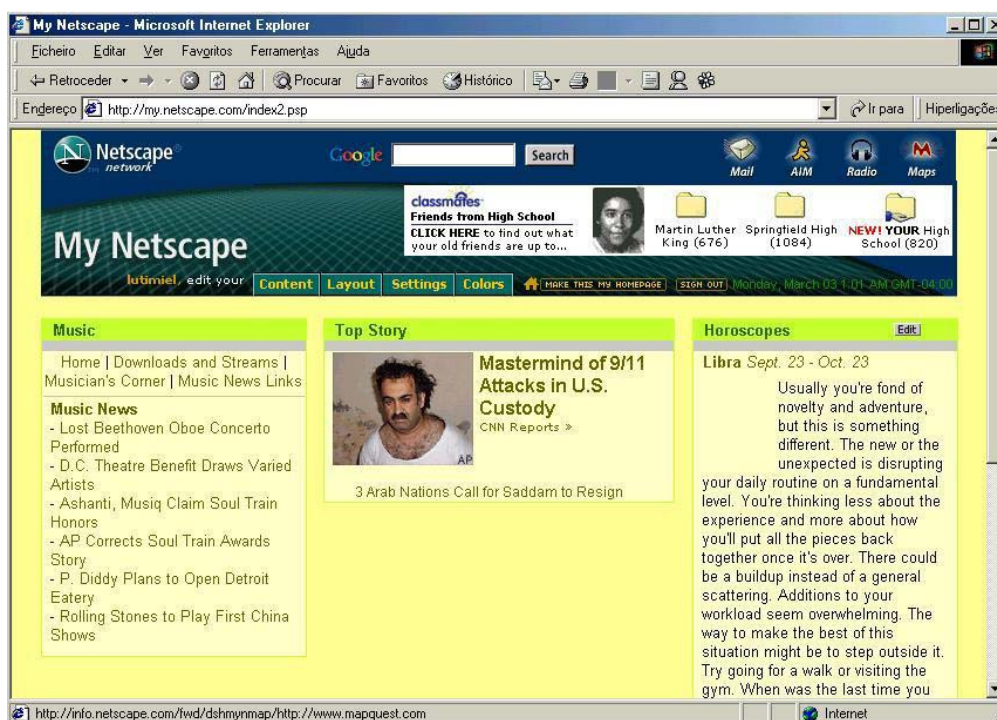 My Netscape - Microsoft Internet Explorer
Ficheiro Editar Ver Favoritos Ferramentas Ajuda
Retroceder Procurar Favoritos Histórico
Endereço http://my.netscape.com/index2.psp Ir para Hiperligaçõe
Netscape
network
Google Search
Mail AIM Radio Maps
classmates
Friends from High School
CLICK HERE to find out what
your old friends are up to...
Martin Luther
King (676)
Springfield High
(1084)
NEW! YOUR High
School (820)
My Netscape
lutimiel, edit your Content Layout Settings Colors MAKE THIS MY HOMEPAGE SIGN OUT Monday, March 03 1:01 AM GMT-04:00
Music
Home | Downloads and Streams |
Musician's Corner | Music News Links
Music News
- Lost Beethoven Oboe Concerto
Performed
- D.C. Theatre Benefit Draws Varied
Artists
- Ashanti, Musiq Claim Soul Train
Honors
- AP Corrects Soul Train Awards
Story
- P. Diddy Plans to Open Detroit
Eatery
- Rolling Stones to Play First China
Shows
Top Story
Mastermind of 9/11
Attacks in U.S.
Custody
CNN Reports »
AP
3 Arab Nations Call for Saddam to Resign
Horoscopes Edit
Libra Sept. 23 - Oct. 23
Usually you're fond of
novelty and adventure,
but this is something
different. The new or the
unexpected is disrupting
your daily routine on a fundamental
level. You're thinking less about the
experience and more about how
you'll put all the pieces back
together once it's over. There could
be a buildup instead of a general
scattering. Additions to your
workload seem overwhelming. The
way to make the best of this
situation might be to step outside it.
Try going for a walk or visiting the
gym. When was the last time you
http://info.netscape.com/fwd/dshmynmap/http://www.mapquest.com Internet